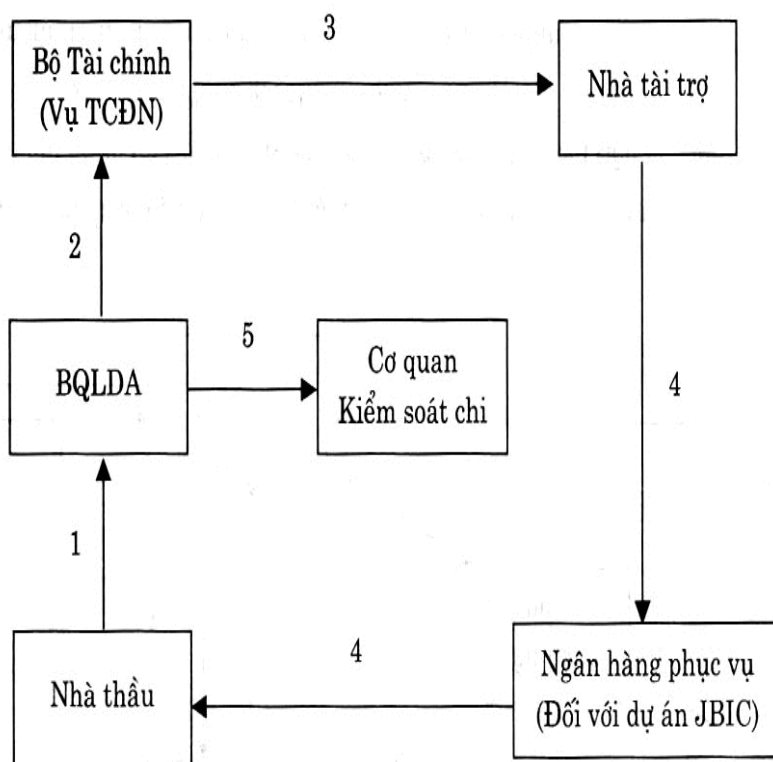 3
Bộ Tài chính
(Vụ TCĐN)
Nhà tài trợ
2
5
BQLDA
Cơ quan
Kiểm soát chi
4
1
4
Nhà thầu
Ngân hàng phục vụ
(Đối với dự án JBIC)